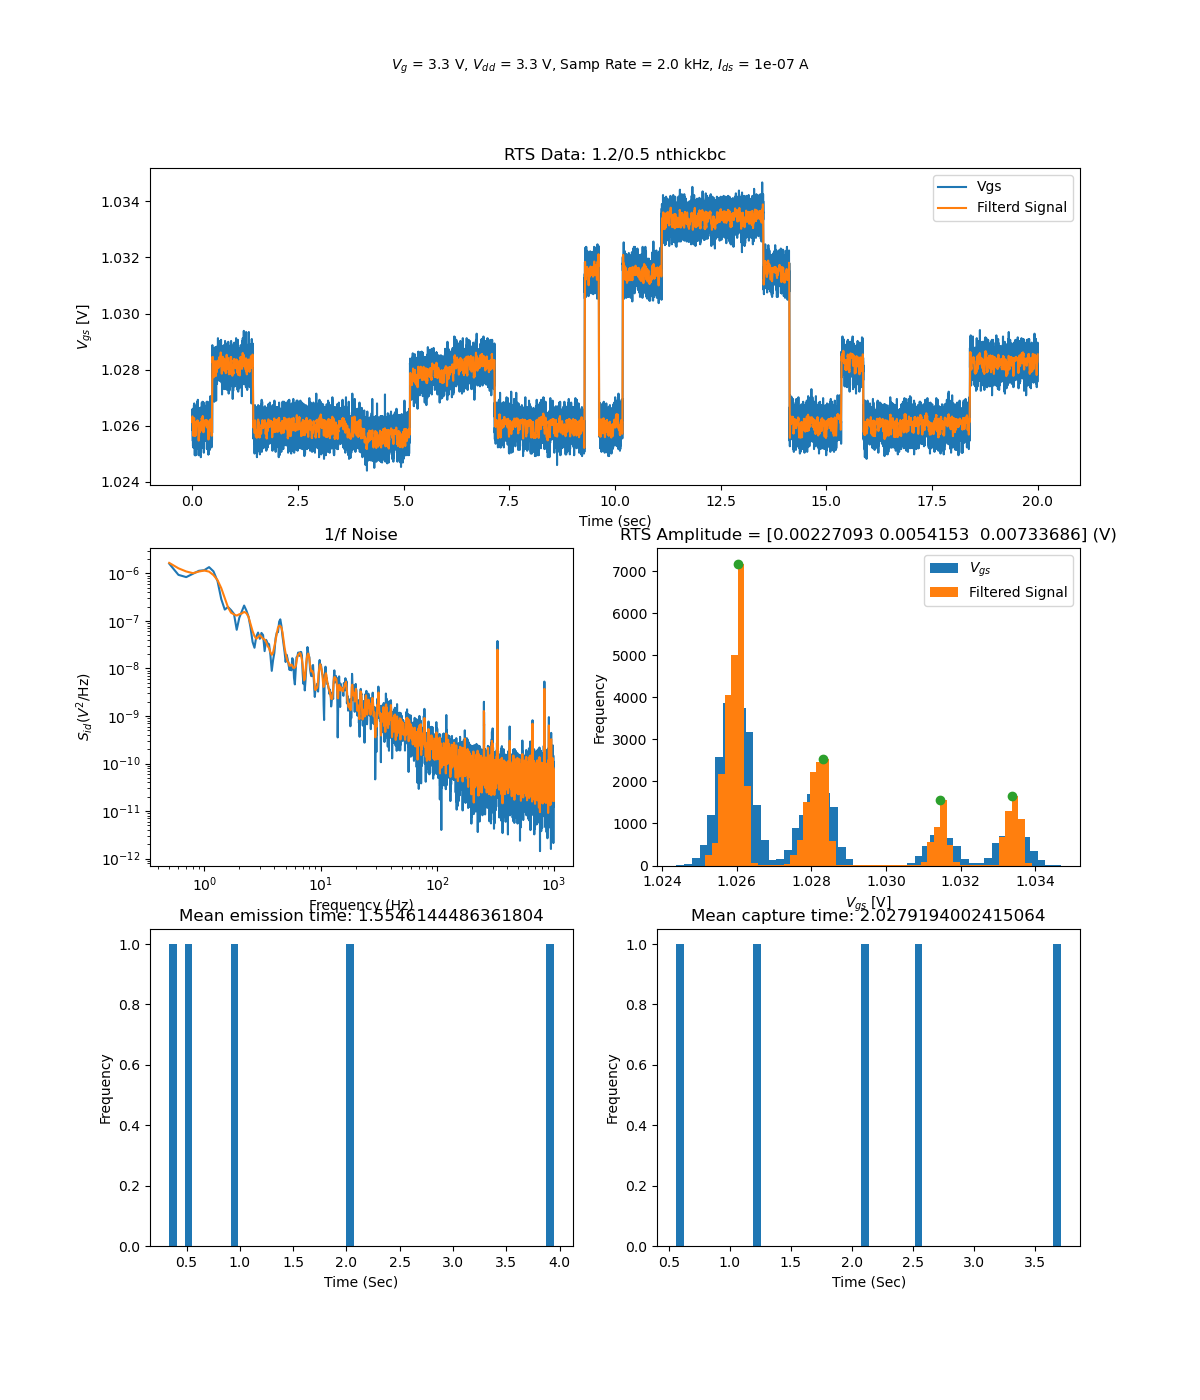 V_g = 3.3 V, V_dd = 3.3 V, Samp Rate = 2.0 kHz, I_ds = 1e-07 A
RTS Data: 1.2/0.5 nthickbc
Vgs
Filterd Signal
V_gs [V]
1.034
1.032
1.030
1.028
1.026
1.024
0.0 2.5 5.0 7.5 10.0 12.5 15.0 17.5 20.0
Time (sec)
1/f Noise
S_id(V^2/Hz)
10^-6
10^-7
10^-8
10^-9
10^-10
10^-11
10^-12
10^0 10^1 10^2 10^3
Frequency (Hz)
RTS Amplitude = [0.00227093 0.0054153  0.00733686] (V)
V_gs
Filtered Signal
Frequency
7000
6000
5000
4000
3000
2000
1000
0
1.024 1.026 1.028 1.030 1.032 1.034
V_gs [V]
Mean emission time: 1.5546144486361804
Frequency
1.0
0.8
0.6
0.4
0.2
0.0
0.5 1.0 1.5 2.0 2.5 3.0 3.5 4.0
Time (Sec)
Mean capture time: 2.0279194002415064
Frequency
1.0
0.8
0.6
0.4
0.2
0.0
0.5 1.0 1.5 2.0 2.5 3.0 3.5
Time (Sec)